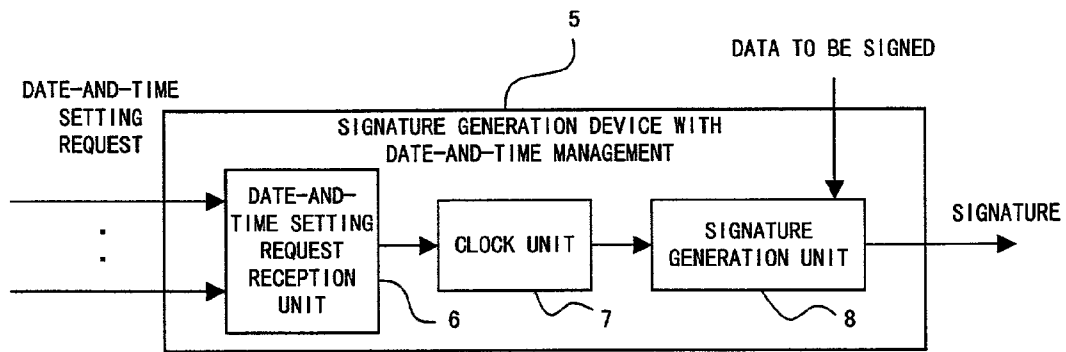 5
DATA TO BE SIGNED
DATE-AND-TIME
SETTING
REQUEST
SIGNATURE GENERATION DEVICE WITH
DATE-AND-TIME MANAGEMENT
DATE-AND-
TIME SETTING
REQUEST
RECEPTION
UNIT
CLOCK UNIT
SIGNATURE
GENERATION UNIT
SIGNATURE
6
7
8